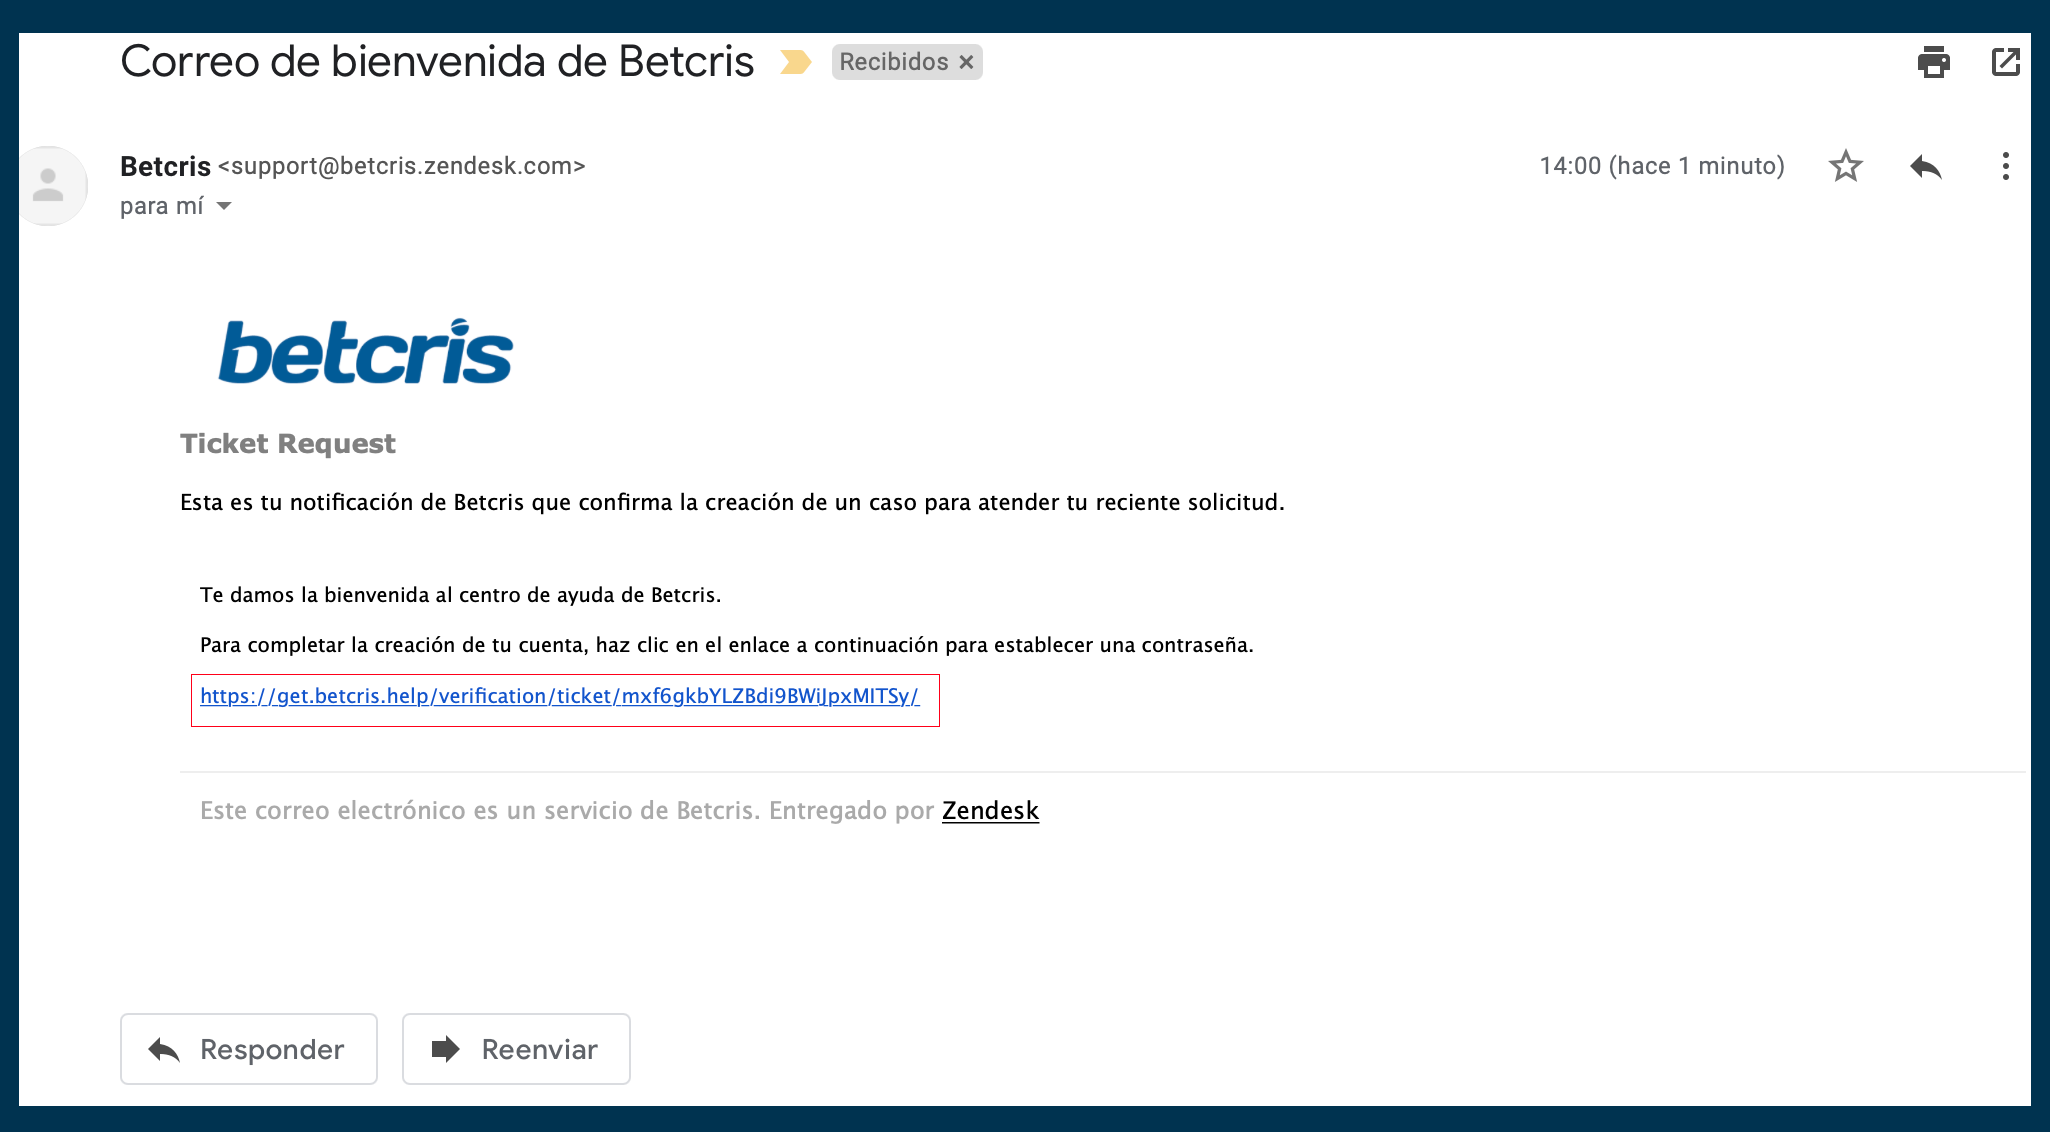 Correo de bienvenida de Betcris Recibidos ×
Betcris <support@betcris.zendesk.com> 14:00 (hace 1 minuto)
para mí
betcris
Ticket Request
Esta es tu notificación de Betcris que confirma la creación de un caso para atender tu reciente solicitud.
Te damos la bienvenida al centro de ayuda de Betcris.
Para completar la creación de tu cuenta, haz clic en el enlace a continuación para establecer una contraseña.
https://get.betcris.help/verification/ticket/mxf6gkbYLZBdi9BWiJpxMITSy/
Este correo electrónico es un servicio de Betcris. Entregado por Zendesk
Responder Reenviar